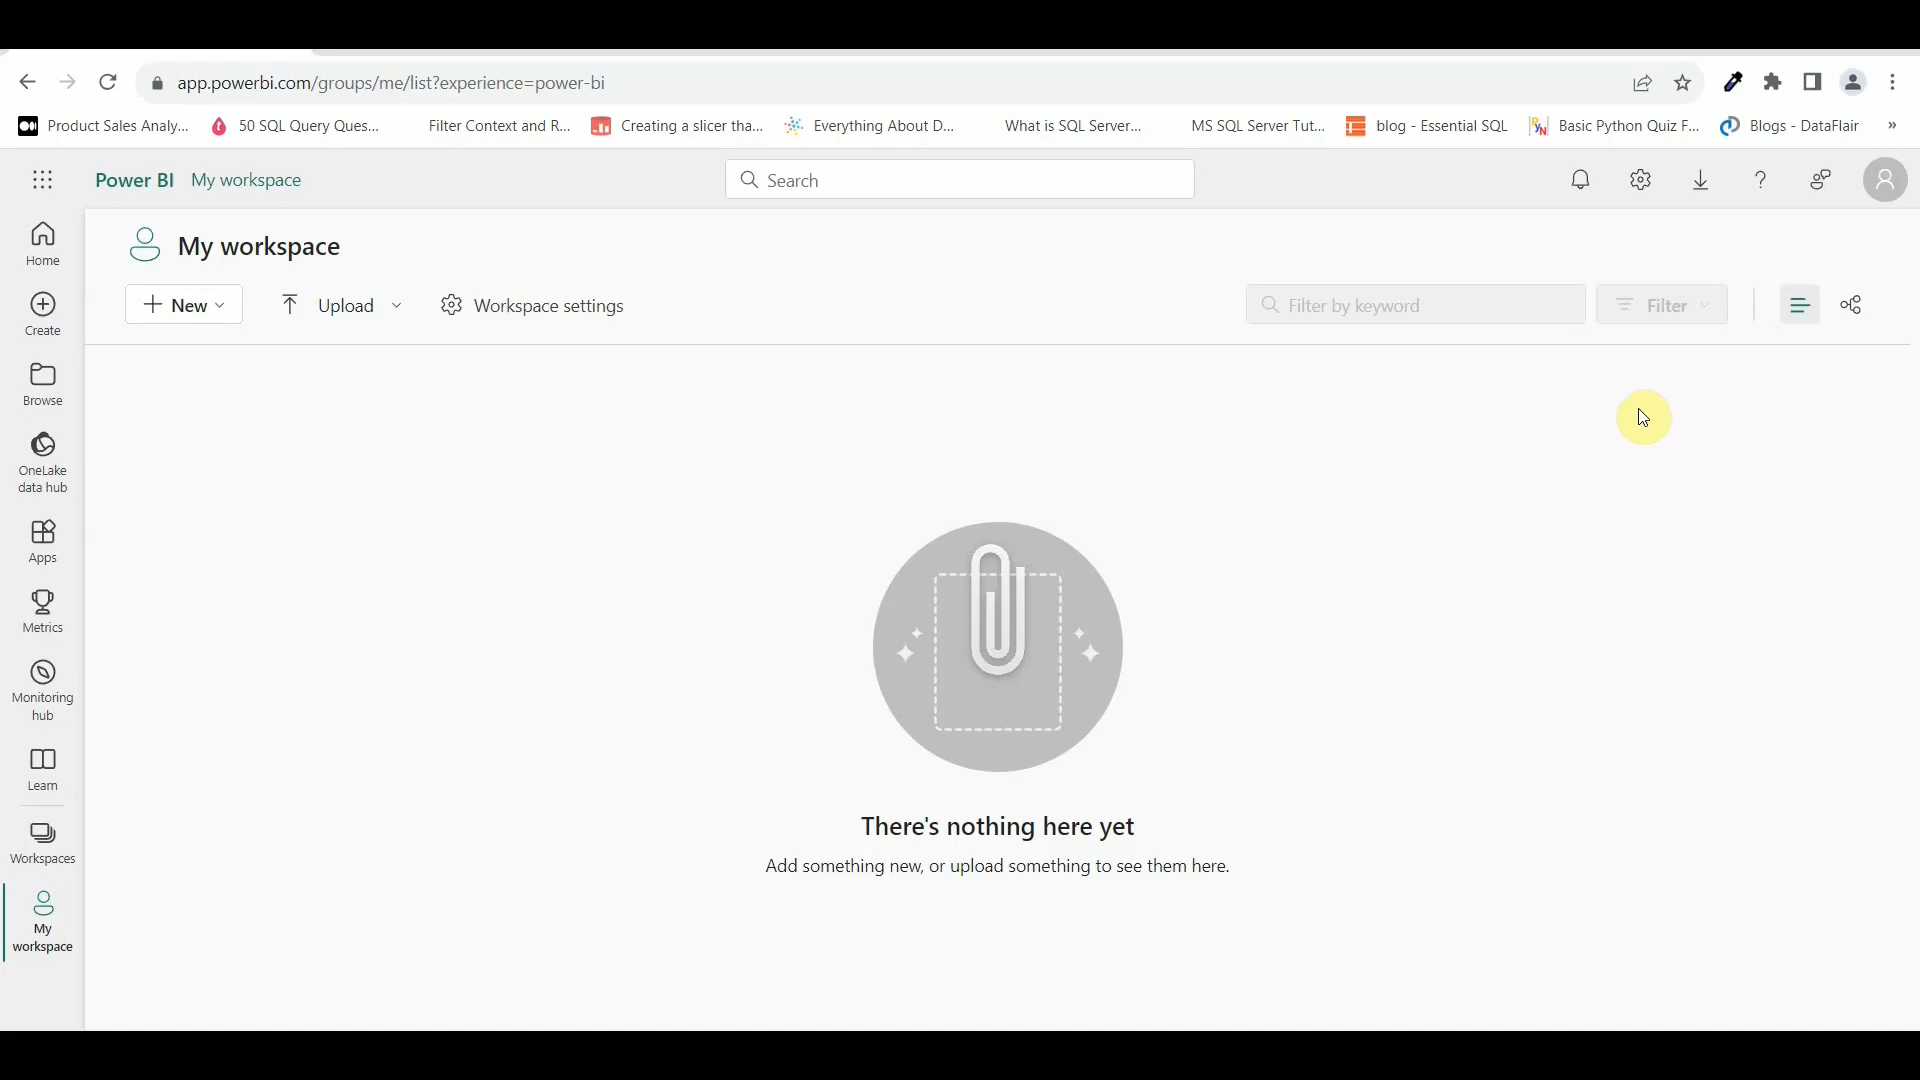 app.powerbi.com/groups/me/list?experience=power-bi
Product Sales Analy... 50 SQL Query Ques... Filter Context and R... Creating a slicer tha... Everything About D... What is SQL Server... MS SQL Server Tut... blog - Essential SQL Basic Python Quiz F... Blogs - DataFlair »
Power BI My workspace Search
My workspace
New Upload Workspace settings Filter by keyword Filter
Home
Create
Browse
OneLake
data hub
Apps
Metrics
Monitoring
hub
Learn
Workspaces
My
workspace
There's nothing here yet
Add something new, or upload something to see them here.